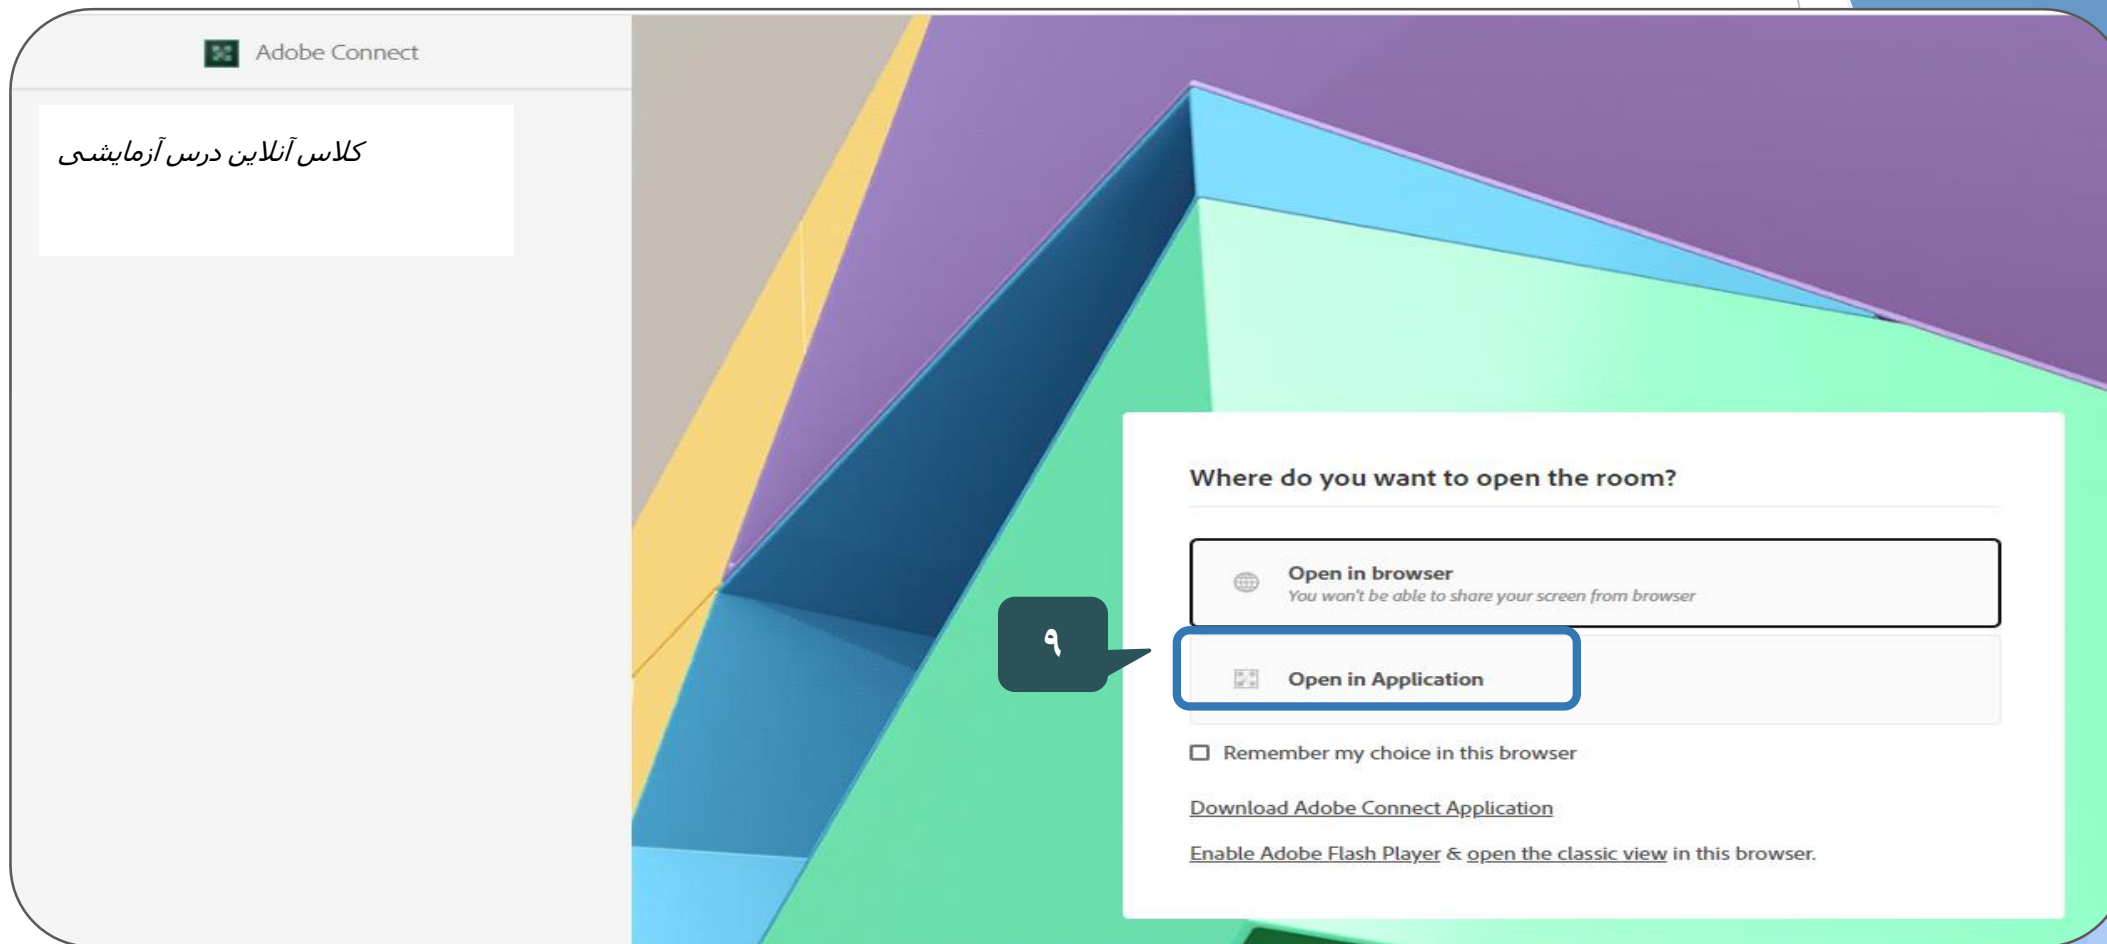 Adobe Connect
کلاس آنلاین درس آزمایشی
Where do you want to open the room?
Open in browser
You won't be able to share your screen from browser
۹
Open in Application
Remember my choice in this browser
Download Adobe Connect Application
Enable Adobe Flash Player & open the classic view in this browser.